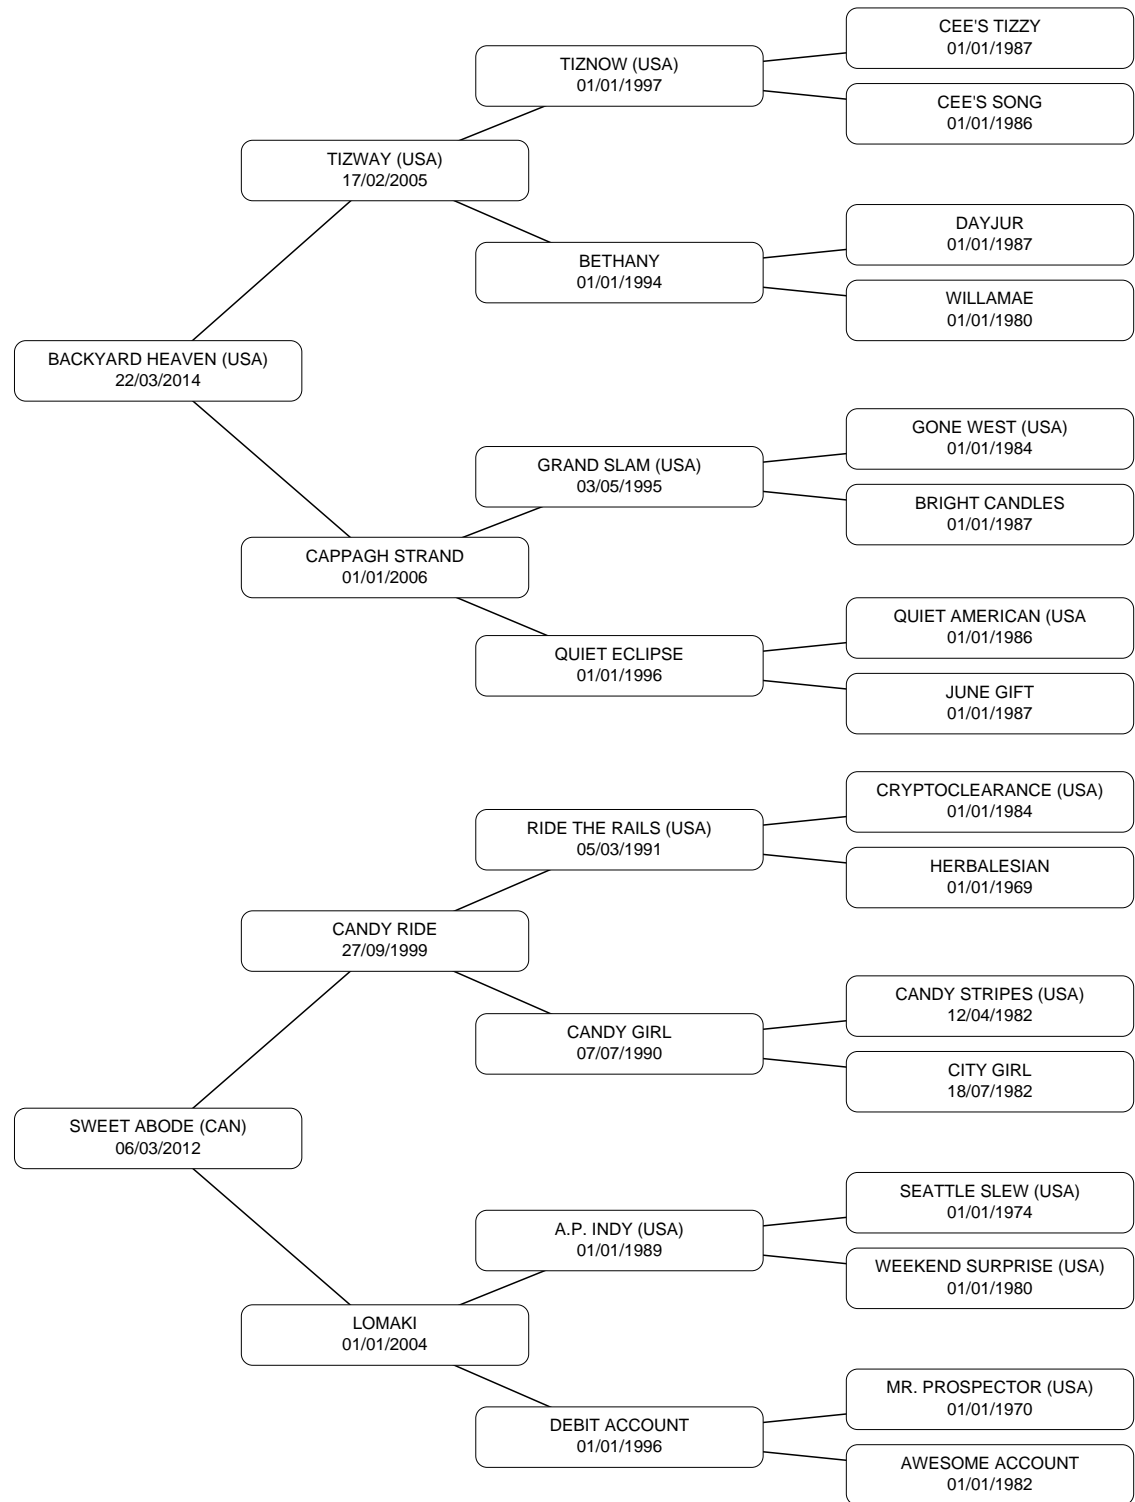 CEE'S TIZZY
01/01/1987
TIZNOW (USA)
01/01/1997
CEE'S SONG
01/01/1986
TIZWAY (USA)
17/02/2005
DAYJUR
01/01/1987
BETHANY
01/01/1994
WILLAMAE
01/01/1980
BACKYARD HEAVEN (USA)
22/03/2014
GONE WEST (USA)
01/01/1984
GRAND SLAM (USA)
03/05/1995
BRIGHT CANDLES
01/01/1987
CAPPAGH STRAND
01/01/2006
QUIET AMERICAN (USA
01/01/1986
QUIET ECLIPSE
01/01/1996
JUNE GIFT
01/01/1987
CRYPTOCLEARANCE (USA)
01/01/1984
RIDE THE RAILS (USA)
05/03/1991
HERBALESIAN
01/01/1969
CANDY RIDE
27/09/1999
CANDY STRIPES (USA)
12/04/1982
CANDY GIRL
07/07/1990
CITY GIRL
18/07/1982
SWEET ABODE (CAN)
06/03/2012
SEATTLE SLEW (USA)
01/01/1974
A.P. INDY (USA)
01/01/1989
WEEKEND SURPRISE (USA)
01/01/1980
LOMAKI
01/01/2004
MR. PROSPECTOR (USA)
01/01/1970
DEBIT ACCOUNT
01/01/1996
AWESOME ACCOUNT
01/01/1982